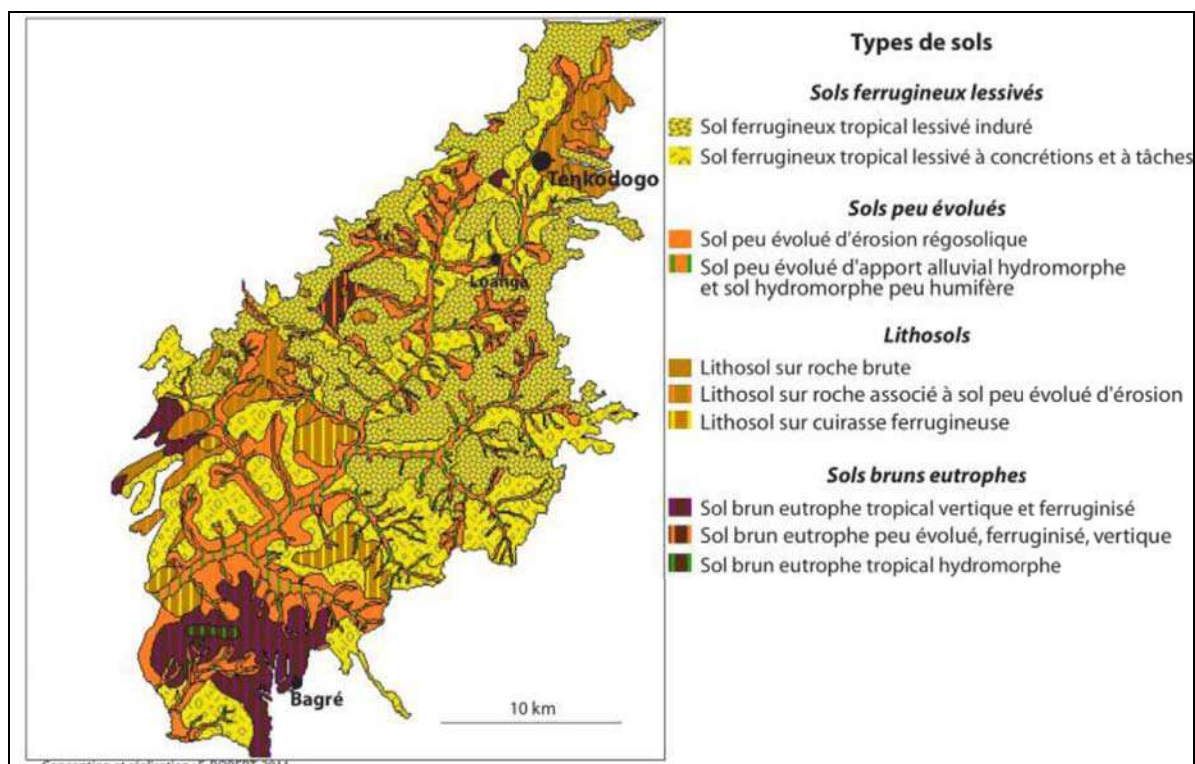 Types de sols
Sols ferrugineux lessivés
Sol ferrugineux tropical lessivé induré
Sol ferrugineux tropical lessivé à concrétions et à tâches
Sols peu évolués
Sol peu évolué d'érosion régosolique
Sol peu évolué d'apport alluvial hydromorphe
et sol hydromorphe peu humifère
Lithosols
Lithosol sur roche brute
Lithosol sur roche associé à sol peu évolué d'érosion
Lithosol sur cuirasse ferrugineuse
Sols bruns eutrophes
Sol brun eutrophe tropical vertique et ferruginisé
Sol brun eutrophe peu évolué, ferruginisé, vertique
Sol brun eutrophe tropical hydromorphe
Tenkodogo
Loanga
Bagré
10 km